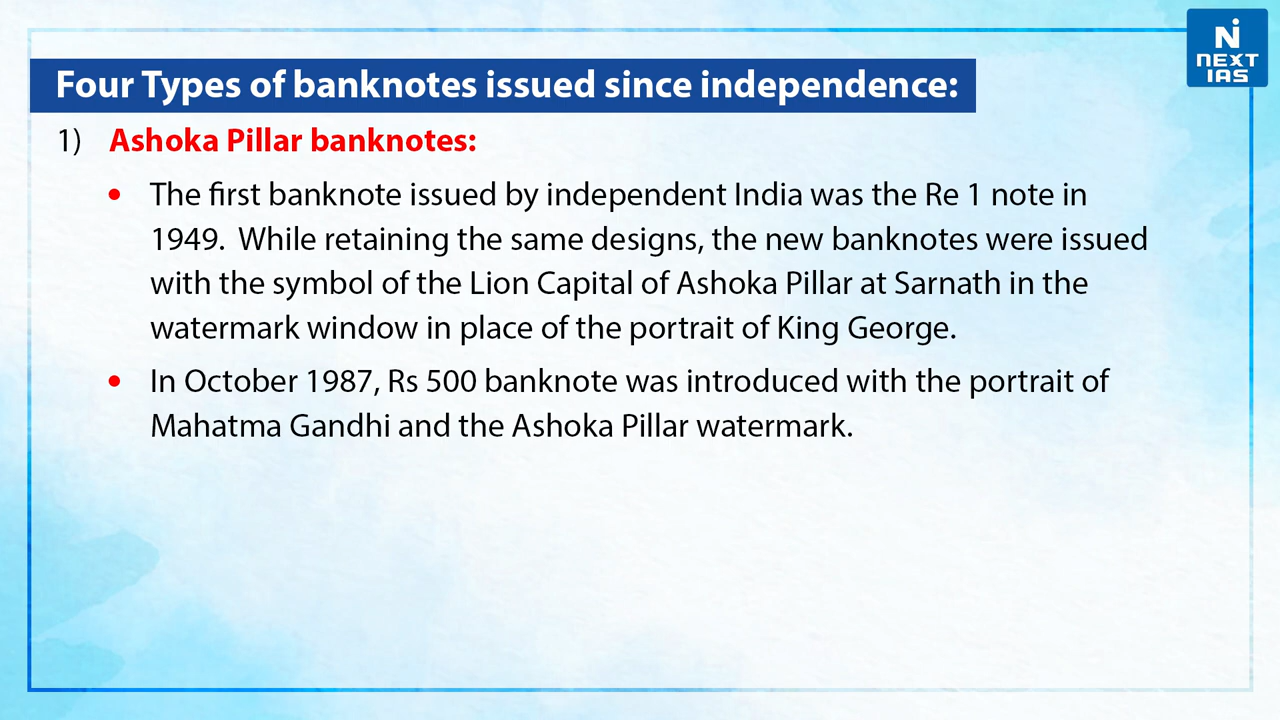 NEXT IAS
Four Types of banknotes issued since independence:
1) Ashoka Pillar banknotes:
• The first banknote issued by independent India was the Re 1 note in
1949. While retaining the same designs, the new banknotes were issued
with the symbol of the Lion Capital of Ashoka Pillar at Sarnath in the
watermark window in place of the portrait of King George.
• In October 1987, Rs 500 banknote was introduced with the portrait of
Mahatma Gandhi and the Ashoka Pillar watermark.